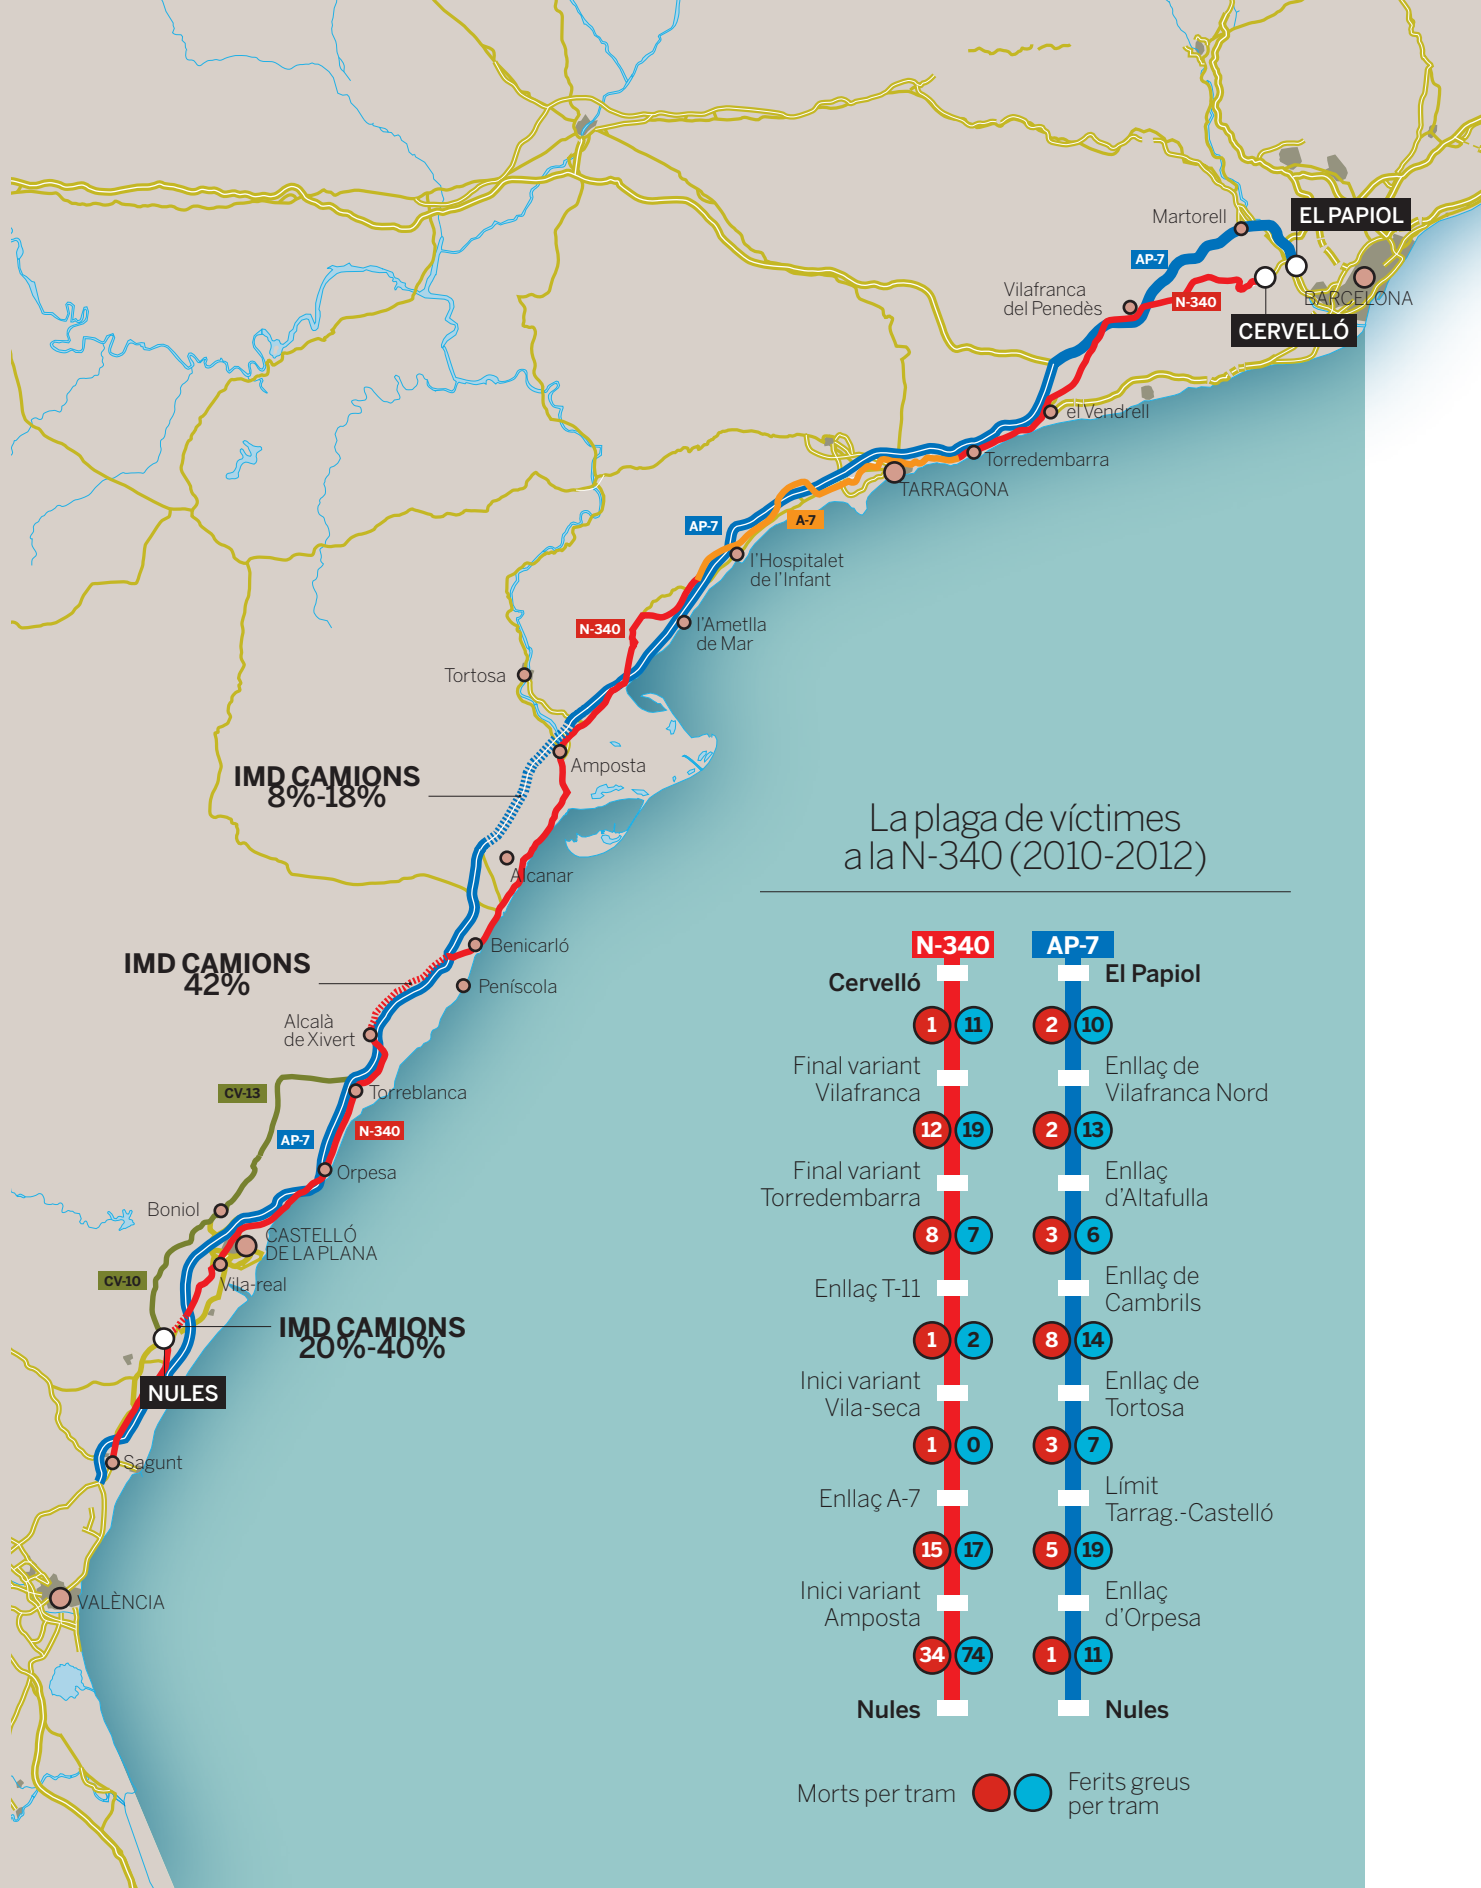 Martorell
EL PAPIOL
AP-7
Vilafranca
del Penedès
N-340
BARCELONA
CERVELLÓ
el Vendrell
Torredembarra
TARRAGONA
AP-7
A-7
l'Hospitalet
de l'Infant
N-340
l'Ametlla
de Mar
Tortosa
Amposta
IMD CAMIONS
8%-18%
Alcanar
Benicarló
IMD CAMIONS
42%
Peníscola
Alcalà
de Xivert
CV-13
Torreblanca
AP-7
N-340
Orpesa
Boniol
CASTELLÓ
DE LA PLANA
CV-10
Vila-real
IMD CAMIONS
20%-40%
NULES
Sagunt
VALÈNCIA
La plaga de víctimes
a la N-340 (2010-2012)
N-340 AP-7
Cervelló El Papiol
1 11 2 10
Final variant Enllaç de
Vilafranca Vilafranca Nord
12 19 2 13
Final variant Enllaç
Torredembarra d'Altafulla
8 7 3 6
Enllaç T-11 Enllaç de
Cambrils
1 2 8 14
Inici variant Enllaç de
Vila-seca Tortosa
1 0 3 7
Enllaç A-7 Límit
Tarrag.-Castelló
15 17 5 19
Inici variant Enllaç
Amposta d'Orpesa
34 74 1 11
Nules Nules
Morts per tram Ferits greus
per tram